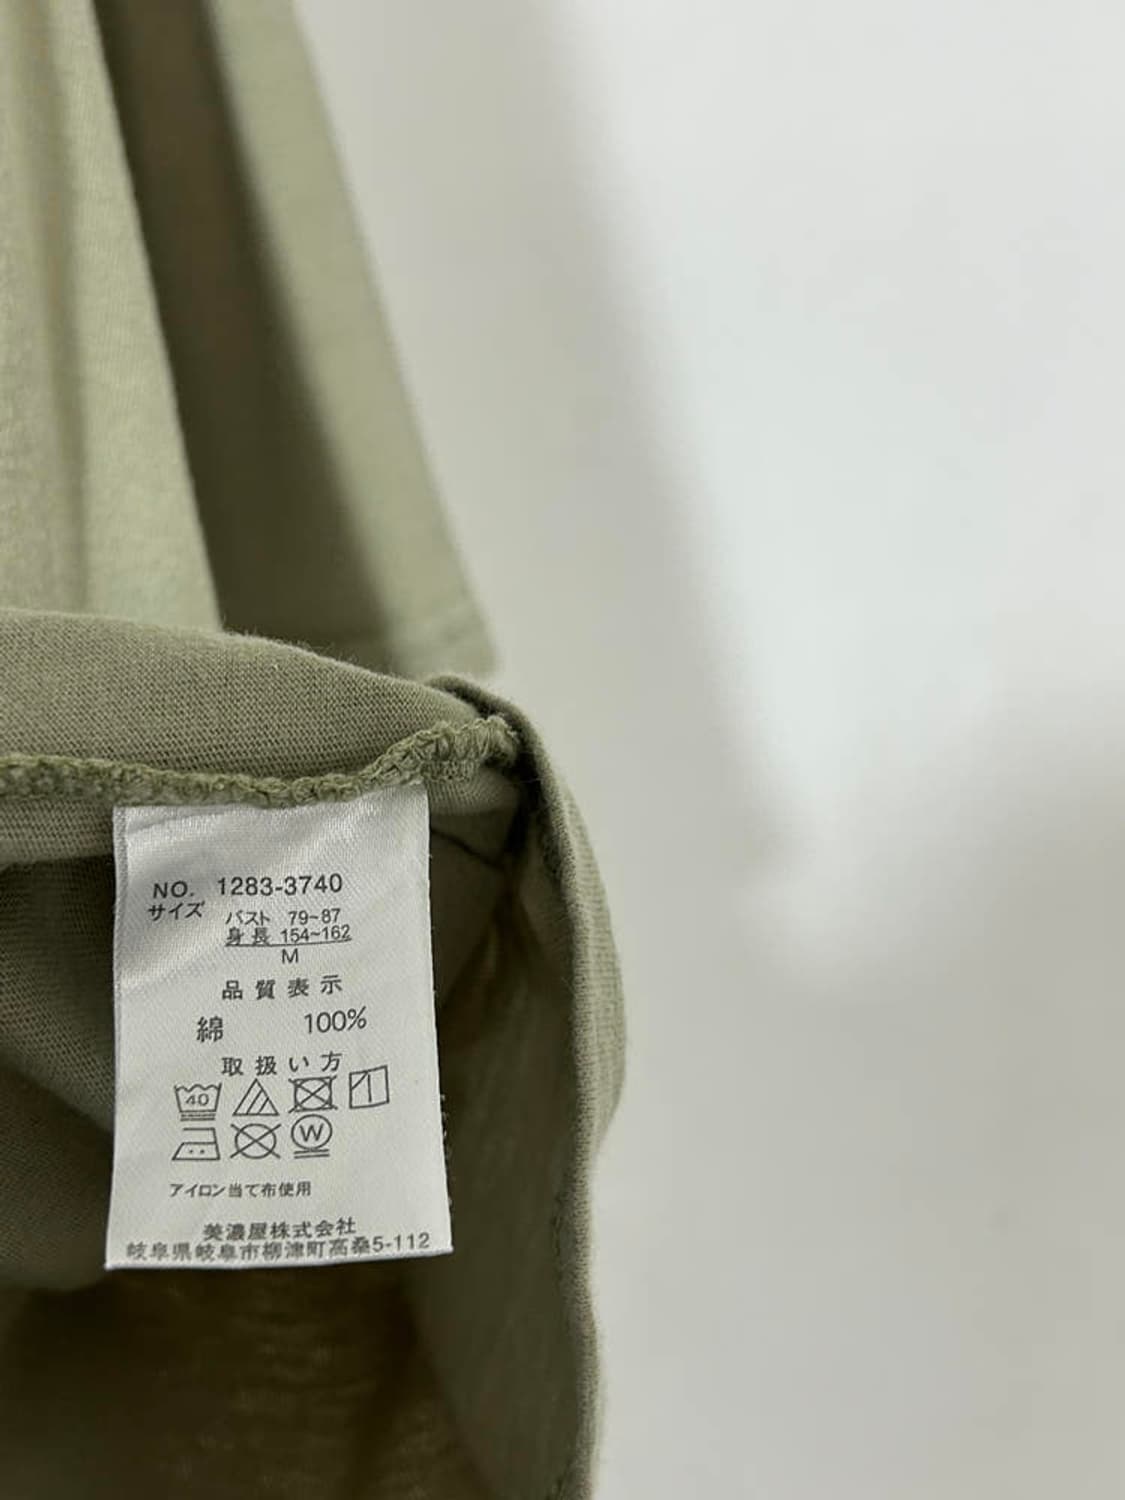 NO. 1283-3740
サイズ バスト 79~87
身長 154~162
M
品質表示
綿 100%
取扱い方
40
W
アイロン当て布使用
美濃屋株式会社
岐阜県岐阜市柳津町高桑5-112